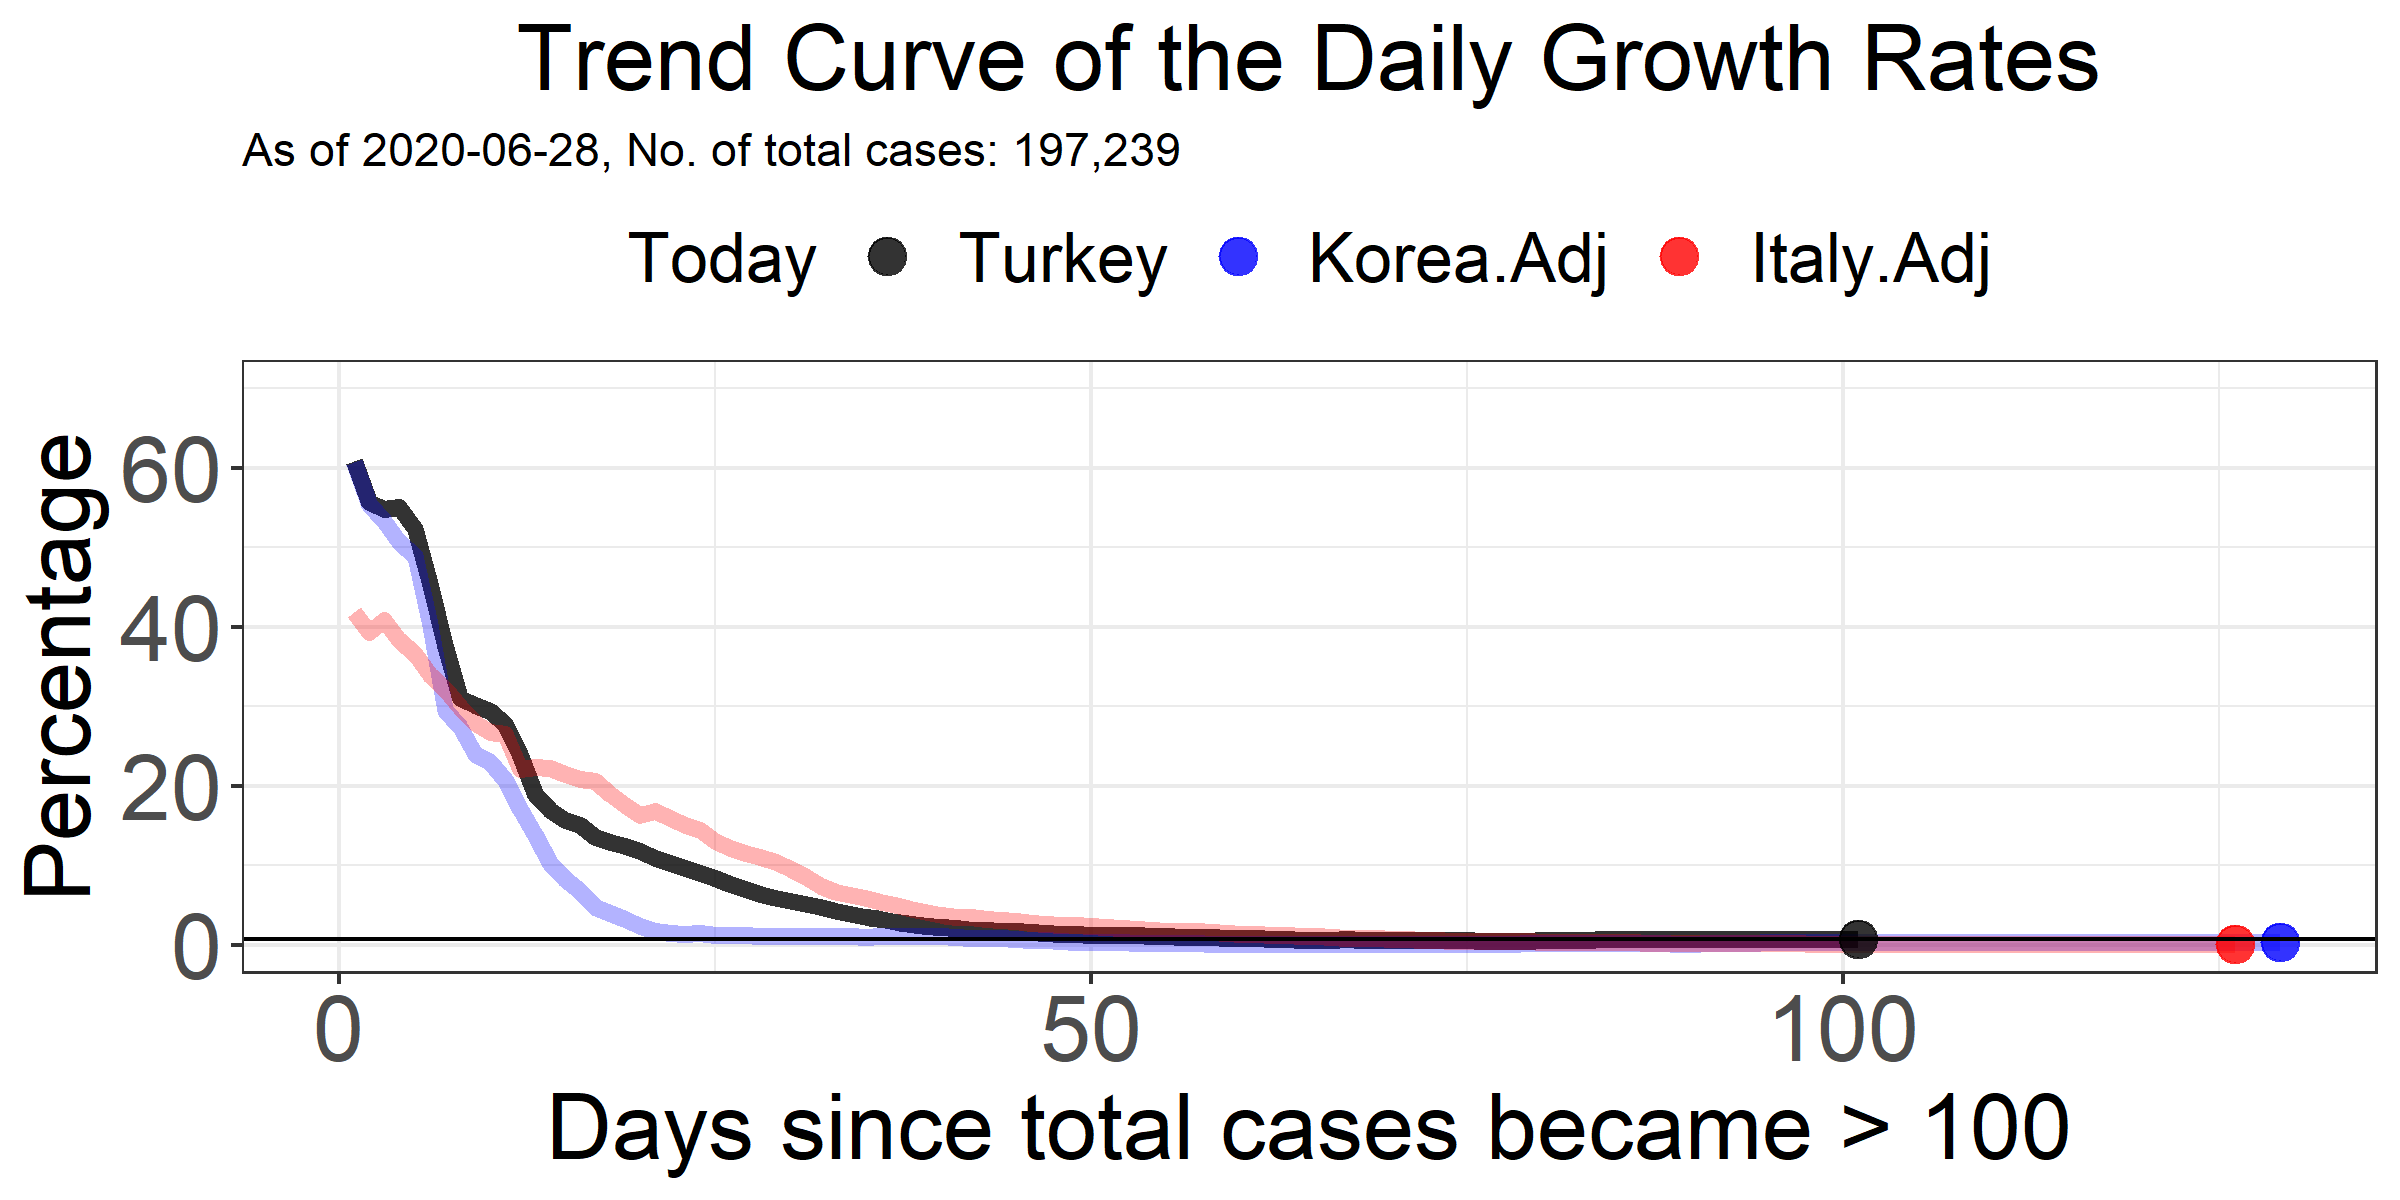 Trend Curve of the Daily Growth Rates
As of 2020-06-28, No. of total cases: 197,239
Today Turkey Korea.Adj Italy.Adj
Percentage
60
40
20
0
0 50 100
Days since total cases became > 100